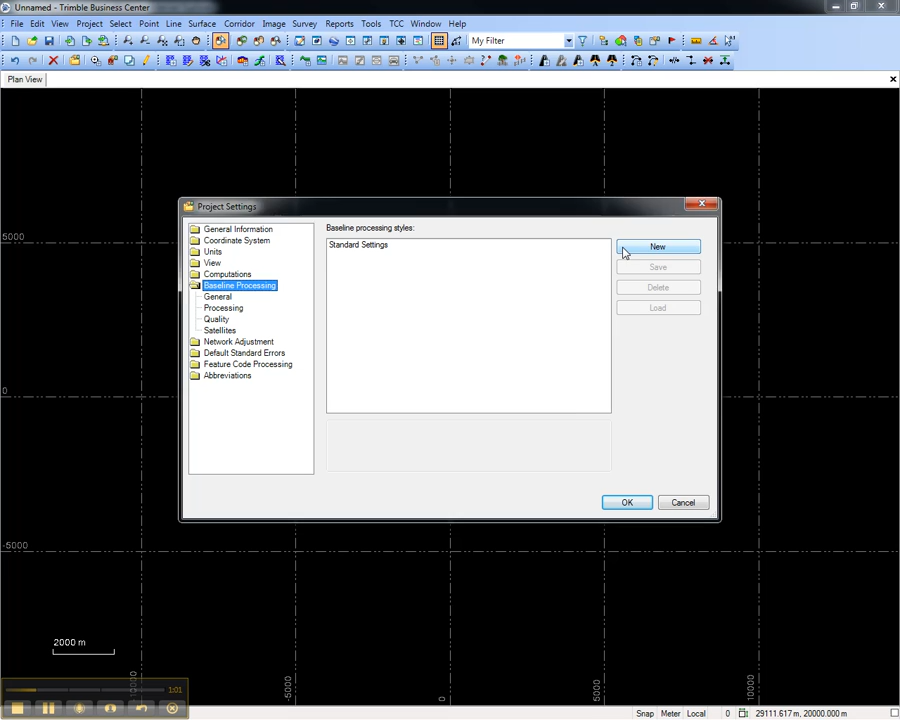 Unnamed - Trimble Business Center
File Edit View Project Select Point Line Surface Corridor Image Survey Reports Tools TCC Window Help
My Filter
Plan View
Project Settings
General Information
Coordinate System
Units
View
Computations
Baseline Processing
General
Processing
Quality
Satellites
Network Adjustment
Default Standard Errors
Feature Code Processing
Abbreviations
Baseline processing styles:
Standard Settings
New
Save
Delete
Load
OK Cancel
5000
0
-5000
2000 m
-5000
0
5000
10000
1:01
Snap Meter Local 0 29111.617 m, 20000.000 m